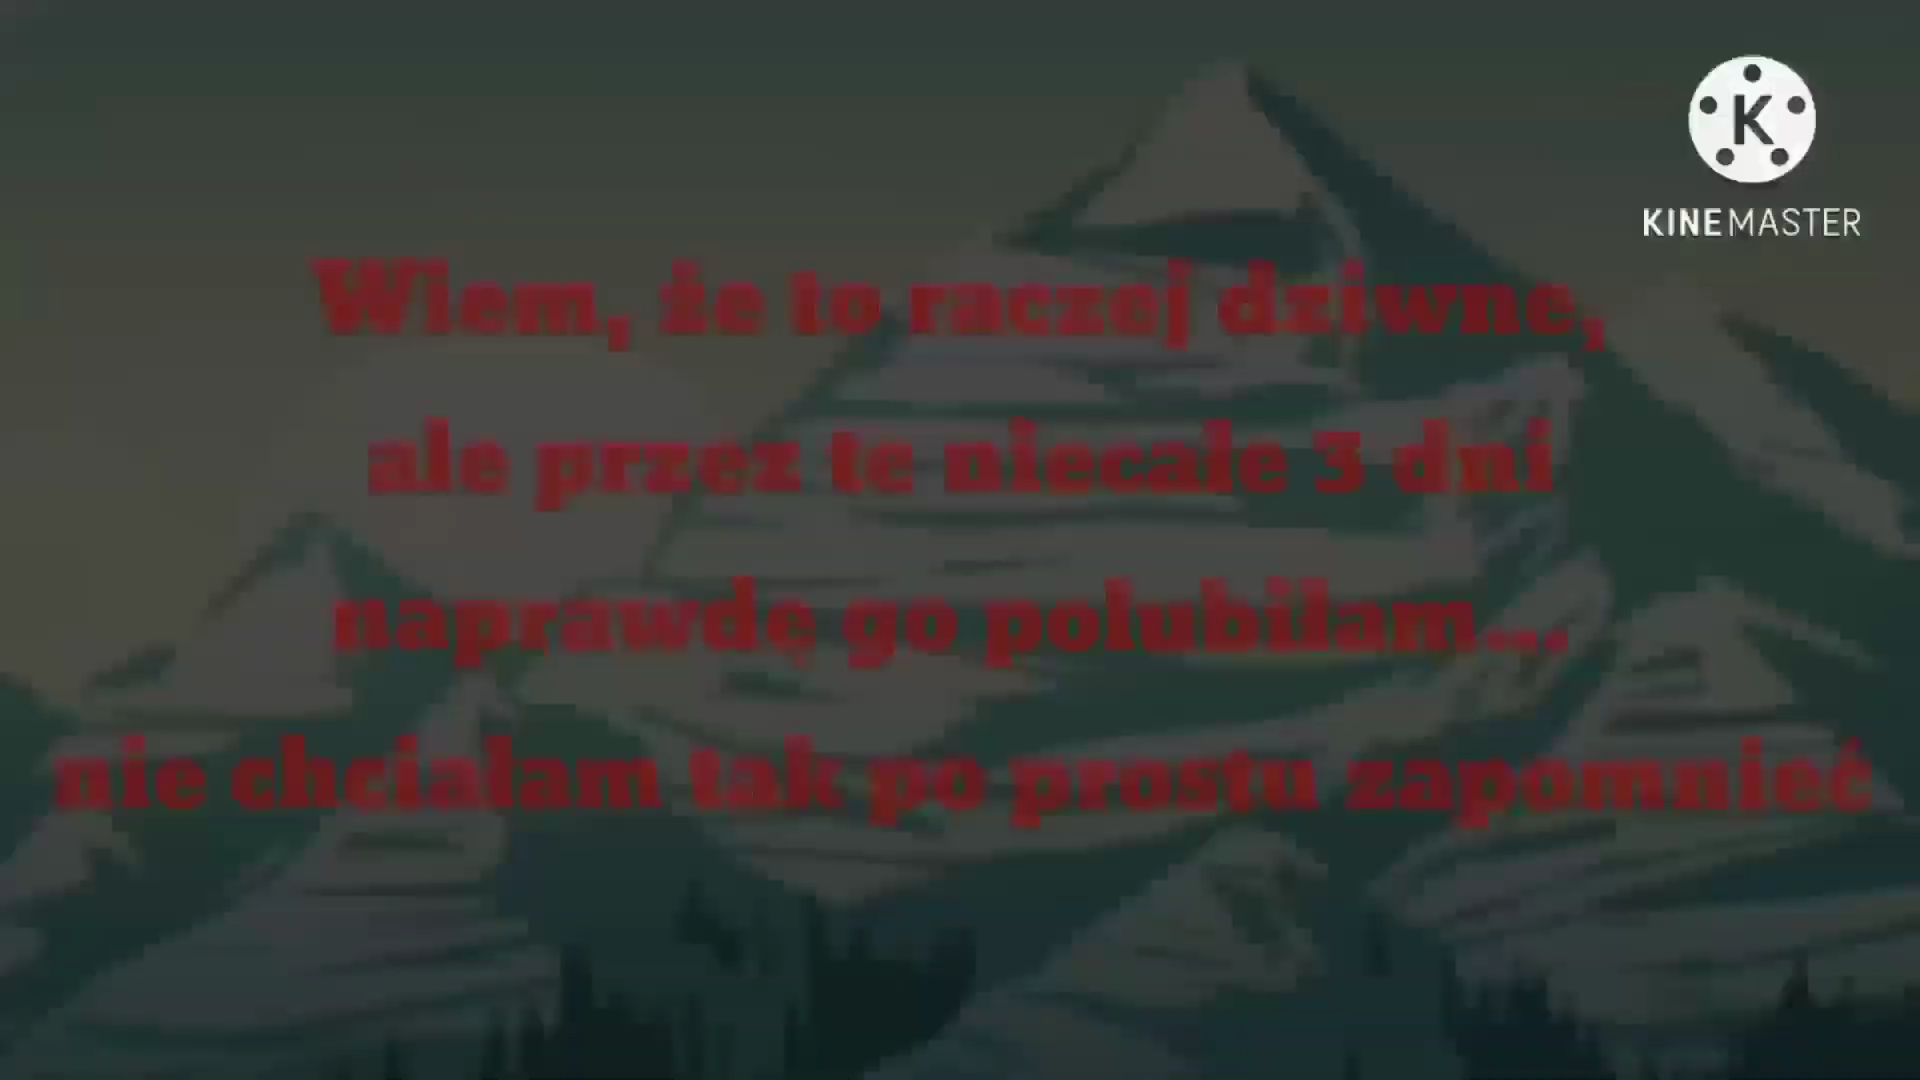 KINEMASTER
Wiem, że to raczej dziwne,
ale przez te niecałe 3 dni
naprawdę go polubiłam...
nie chciałam tak po prostu zapomnieć